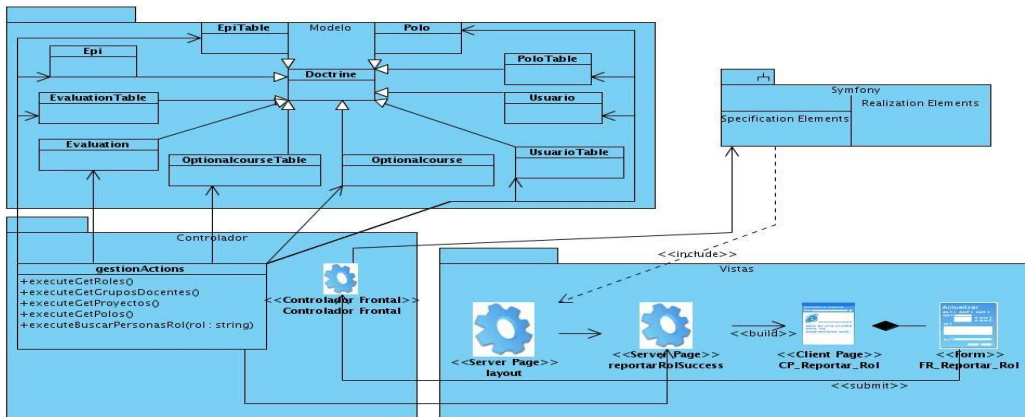 EpiTable
Modelo
Polo
Epi
Doctrine
PoloTable
EvaluationTable
Usuario
Evaluation
OptionalcourseTable
Optionalcourse
UsuarioTable
Symfony
Specification Elements
Realization Elements
Controlador
gestionActions
+executeGetRoles()
+executeGetGruposDocentes()
+executeGetProyectos()
+executeGetPolos()
+executeBuscarPersonasRol(rol : string)
<<Controlador Frontal>>
Controlador Frontal
<<include>>
Vistas
<<Server Page>>
layout
<<Server Page>>
reportarRolSuccess
<<build>>
<<Client Page>>
CP_Reportar_Rol
Actualizar
<<Form>>
FR_Reportar_Rol
<<submit>>